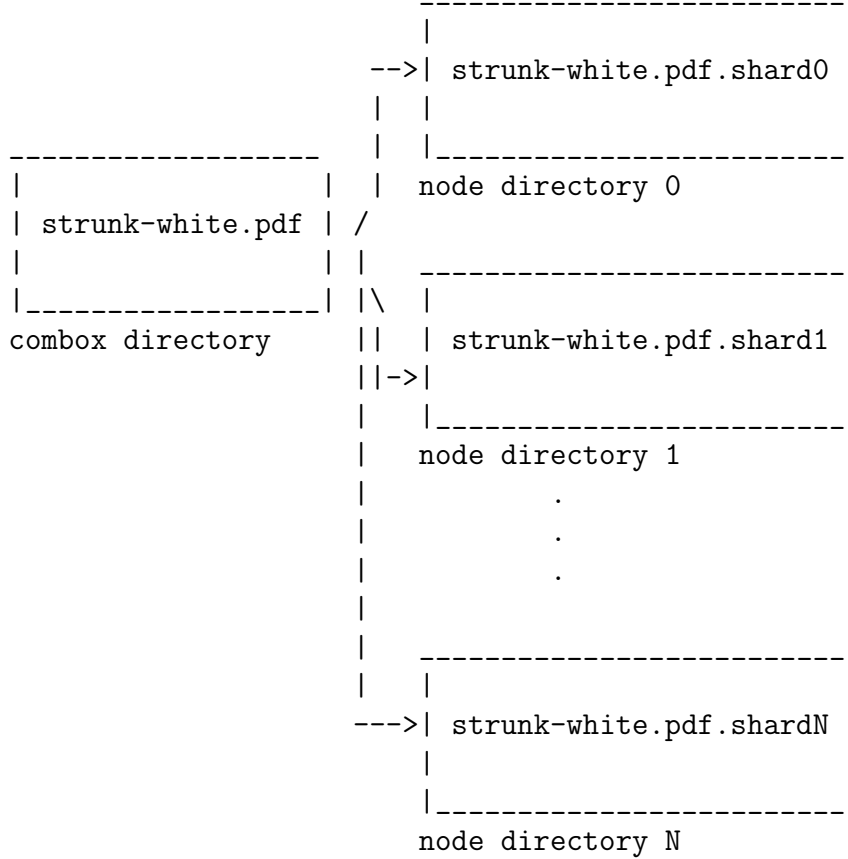 strunk-white.pdf.shard0
node directory 0
strunk-white.pdf
combox directory
strunk-white.pdf.shard1
node directory 1
.
.
.
strunk-white.pdf.shardN
node directory N